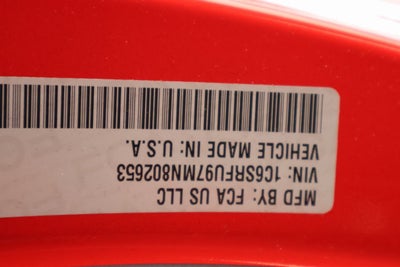 MFD BY: FCA US LLC
VIN: 1C6SRFU97MN802653
VEHICLE MADE IN: U.S.A.